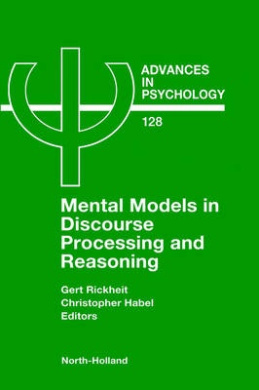 ADVANCES
IN
PSYCHOLOGY
128
Mental Models in
Discourse
Processing and
Reasoning
Gert Rickheit
Christopher Habel
Editors
North-Holland